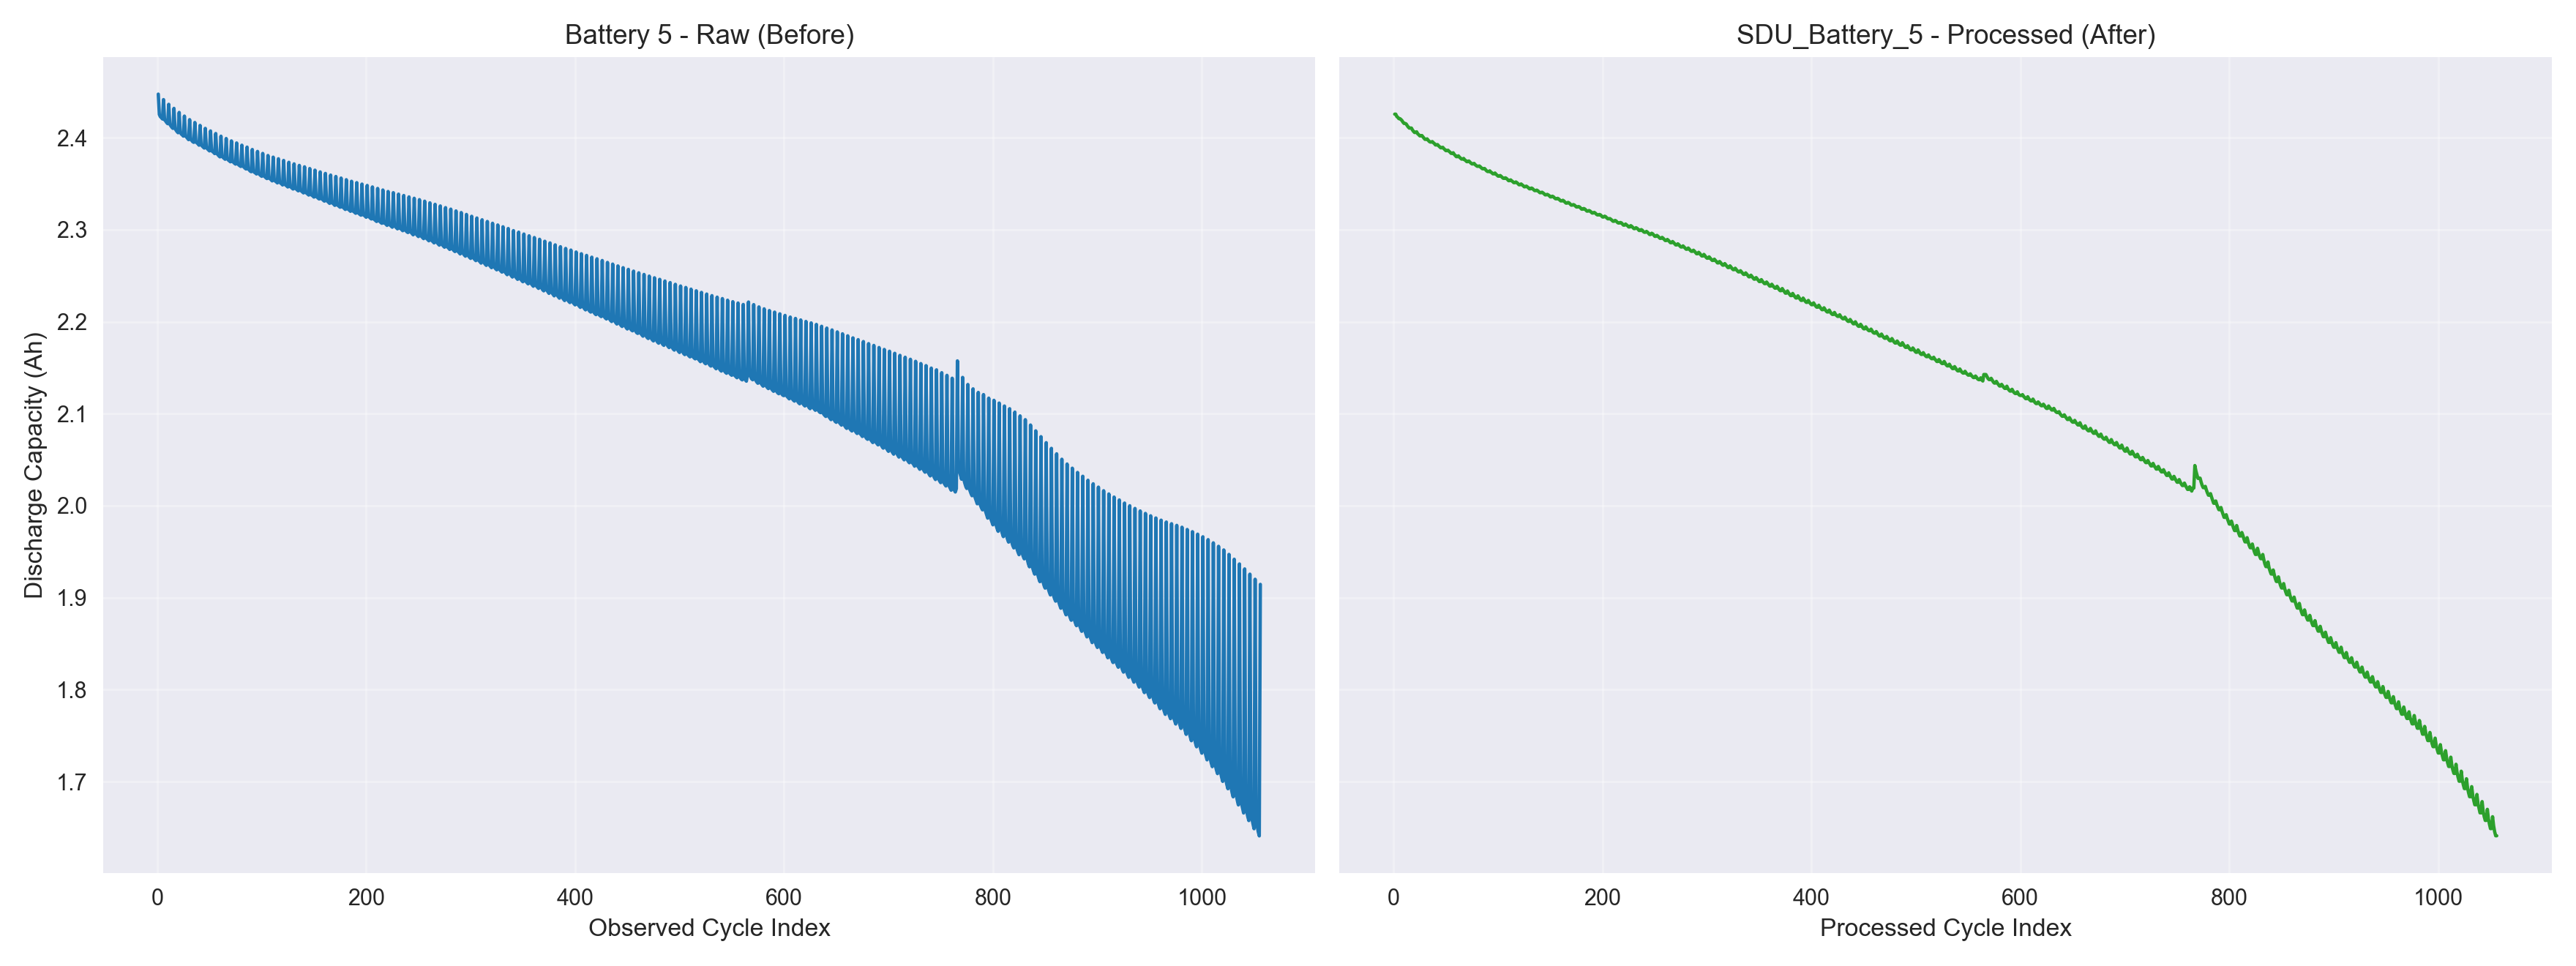 Battery 5 - Raw (Before)
Discharge Capacity (Ah)
2.4
2.3
2.2
2.1
2.0
1.9
1.8
1.7
0 200 400 600 800 1000
Observed Cycle Index
SDU_Battery_5 - Processed (After)
0 200 400 600 800 1000
Processed Cycle Index